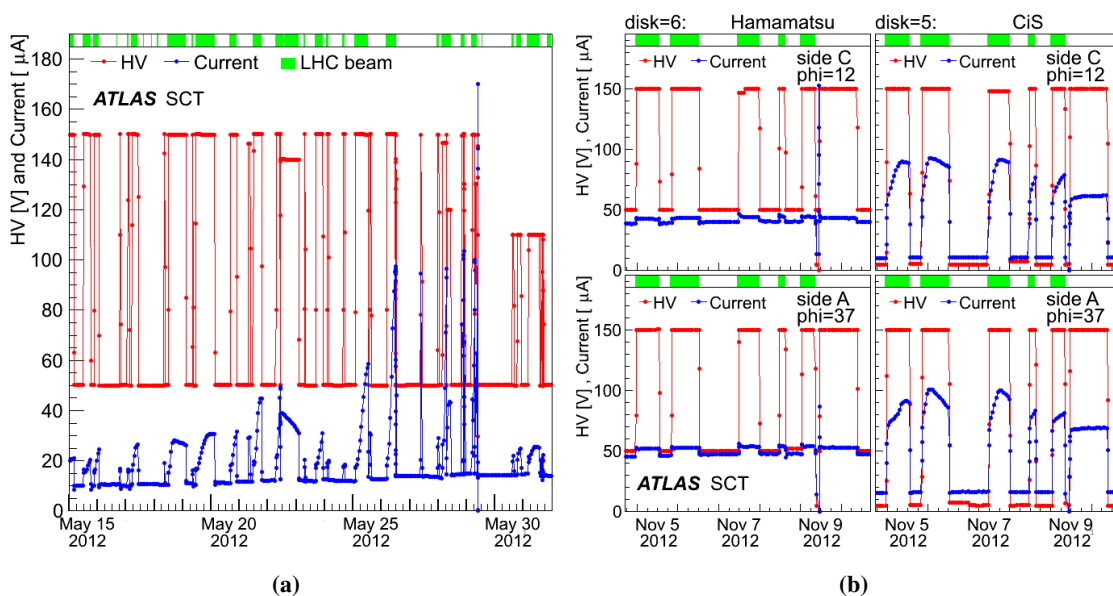 HV [V] and Current [ μA]
180
160
140
120
100
80
60
40
20
0
HV Current LHC beam
ATLAS SCT
May 15 May 20 May 25 May 30
2012 2012 2012 2012
(a)
disk=6: Hamamatsu disk=5: CiS
HV [V] , Current [ μA]
150
100
50
0
HV Current side C
phi=12
HV Current side C
phi=12
HV [V] , Current [ μA]
150
100
50
0
HV Current side A
phi=37
ATLAS SCT
HV Current side A
phi=37
Nov 5 Nov 7 Nov 9 Nov 5 Nov 7 Nov 9
2012 2012 2012 2012 2012 2012
(b)